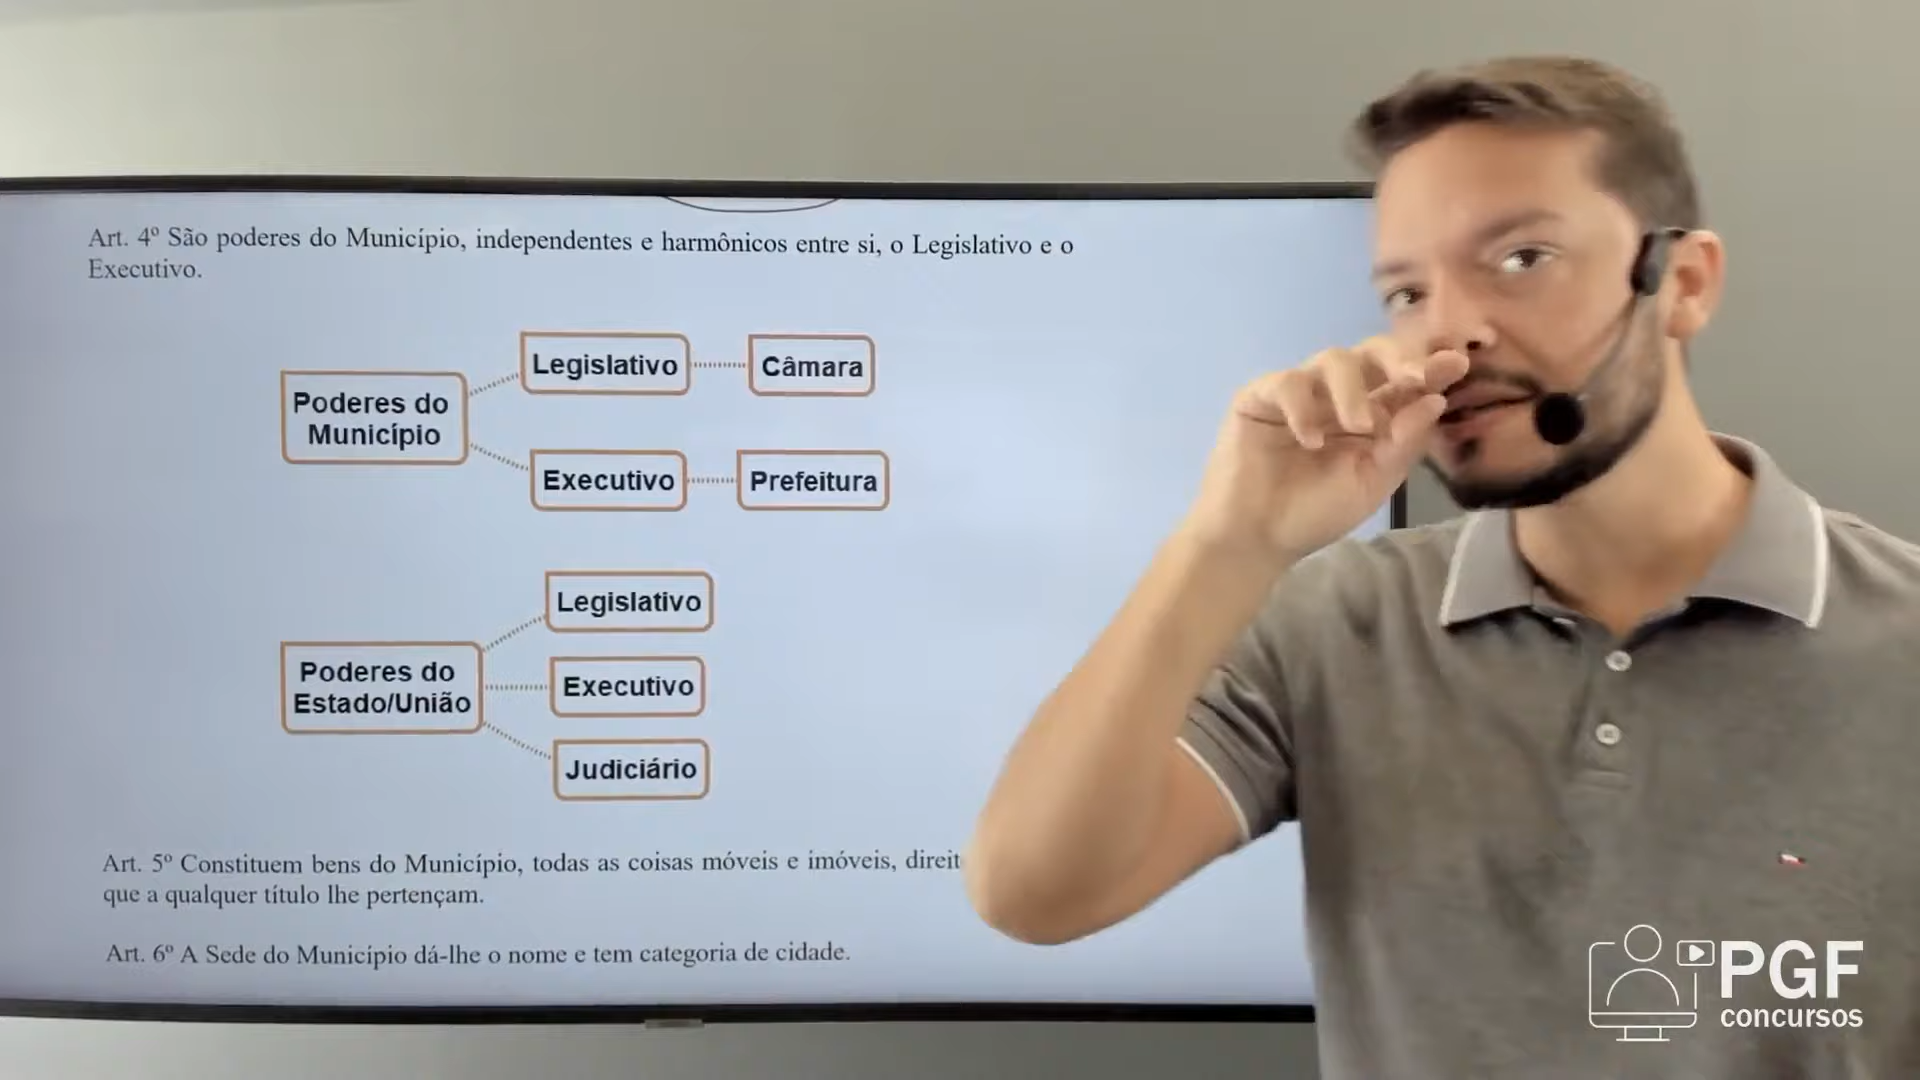 Art. 4º São poderes do Município, independentes e harmônicos entre si, o Legislativo e o
Executivo.
Poderes do
Município
Legislativo
Câmara
Executivo
Prefeitura
Poderes do
Estado/União
Legislativo
Executivo
Judiciário
Art. 5º Constituem bens do Município, todas as coisas móveis e imóveis, direit
que a qualquer título lhe pertençam.
Art. 6º A Sede do Município dá-lhe o nome e tem categoria de cidade.
PGF
concursos